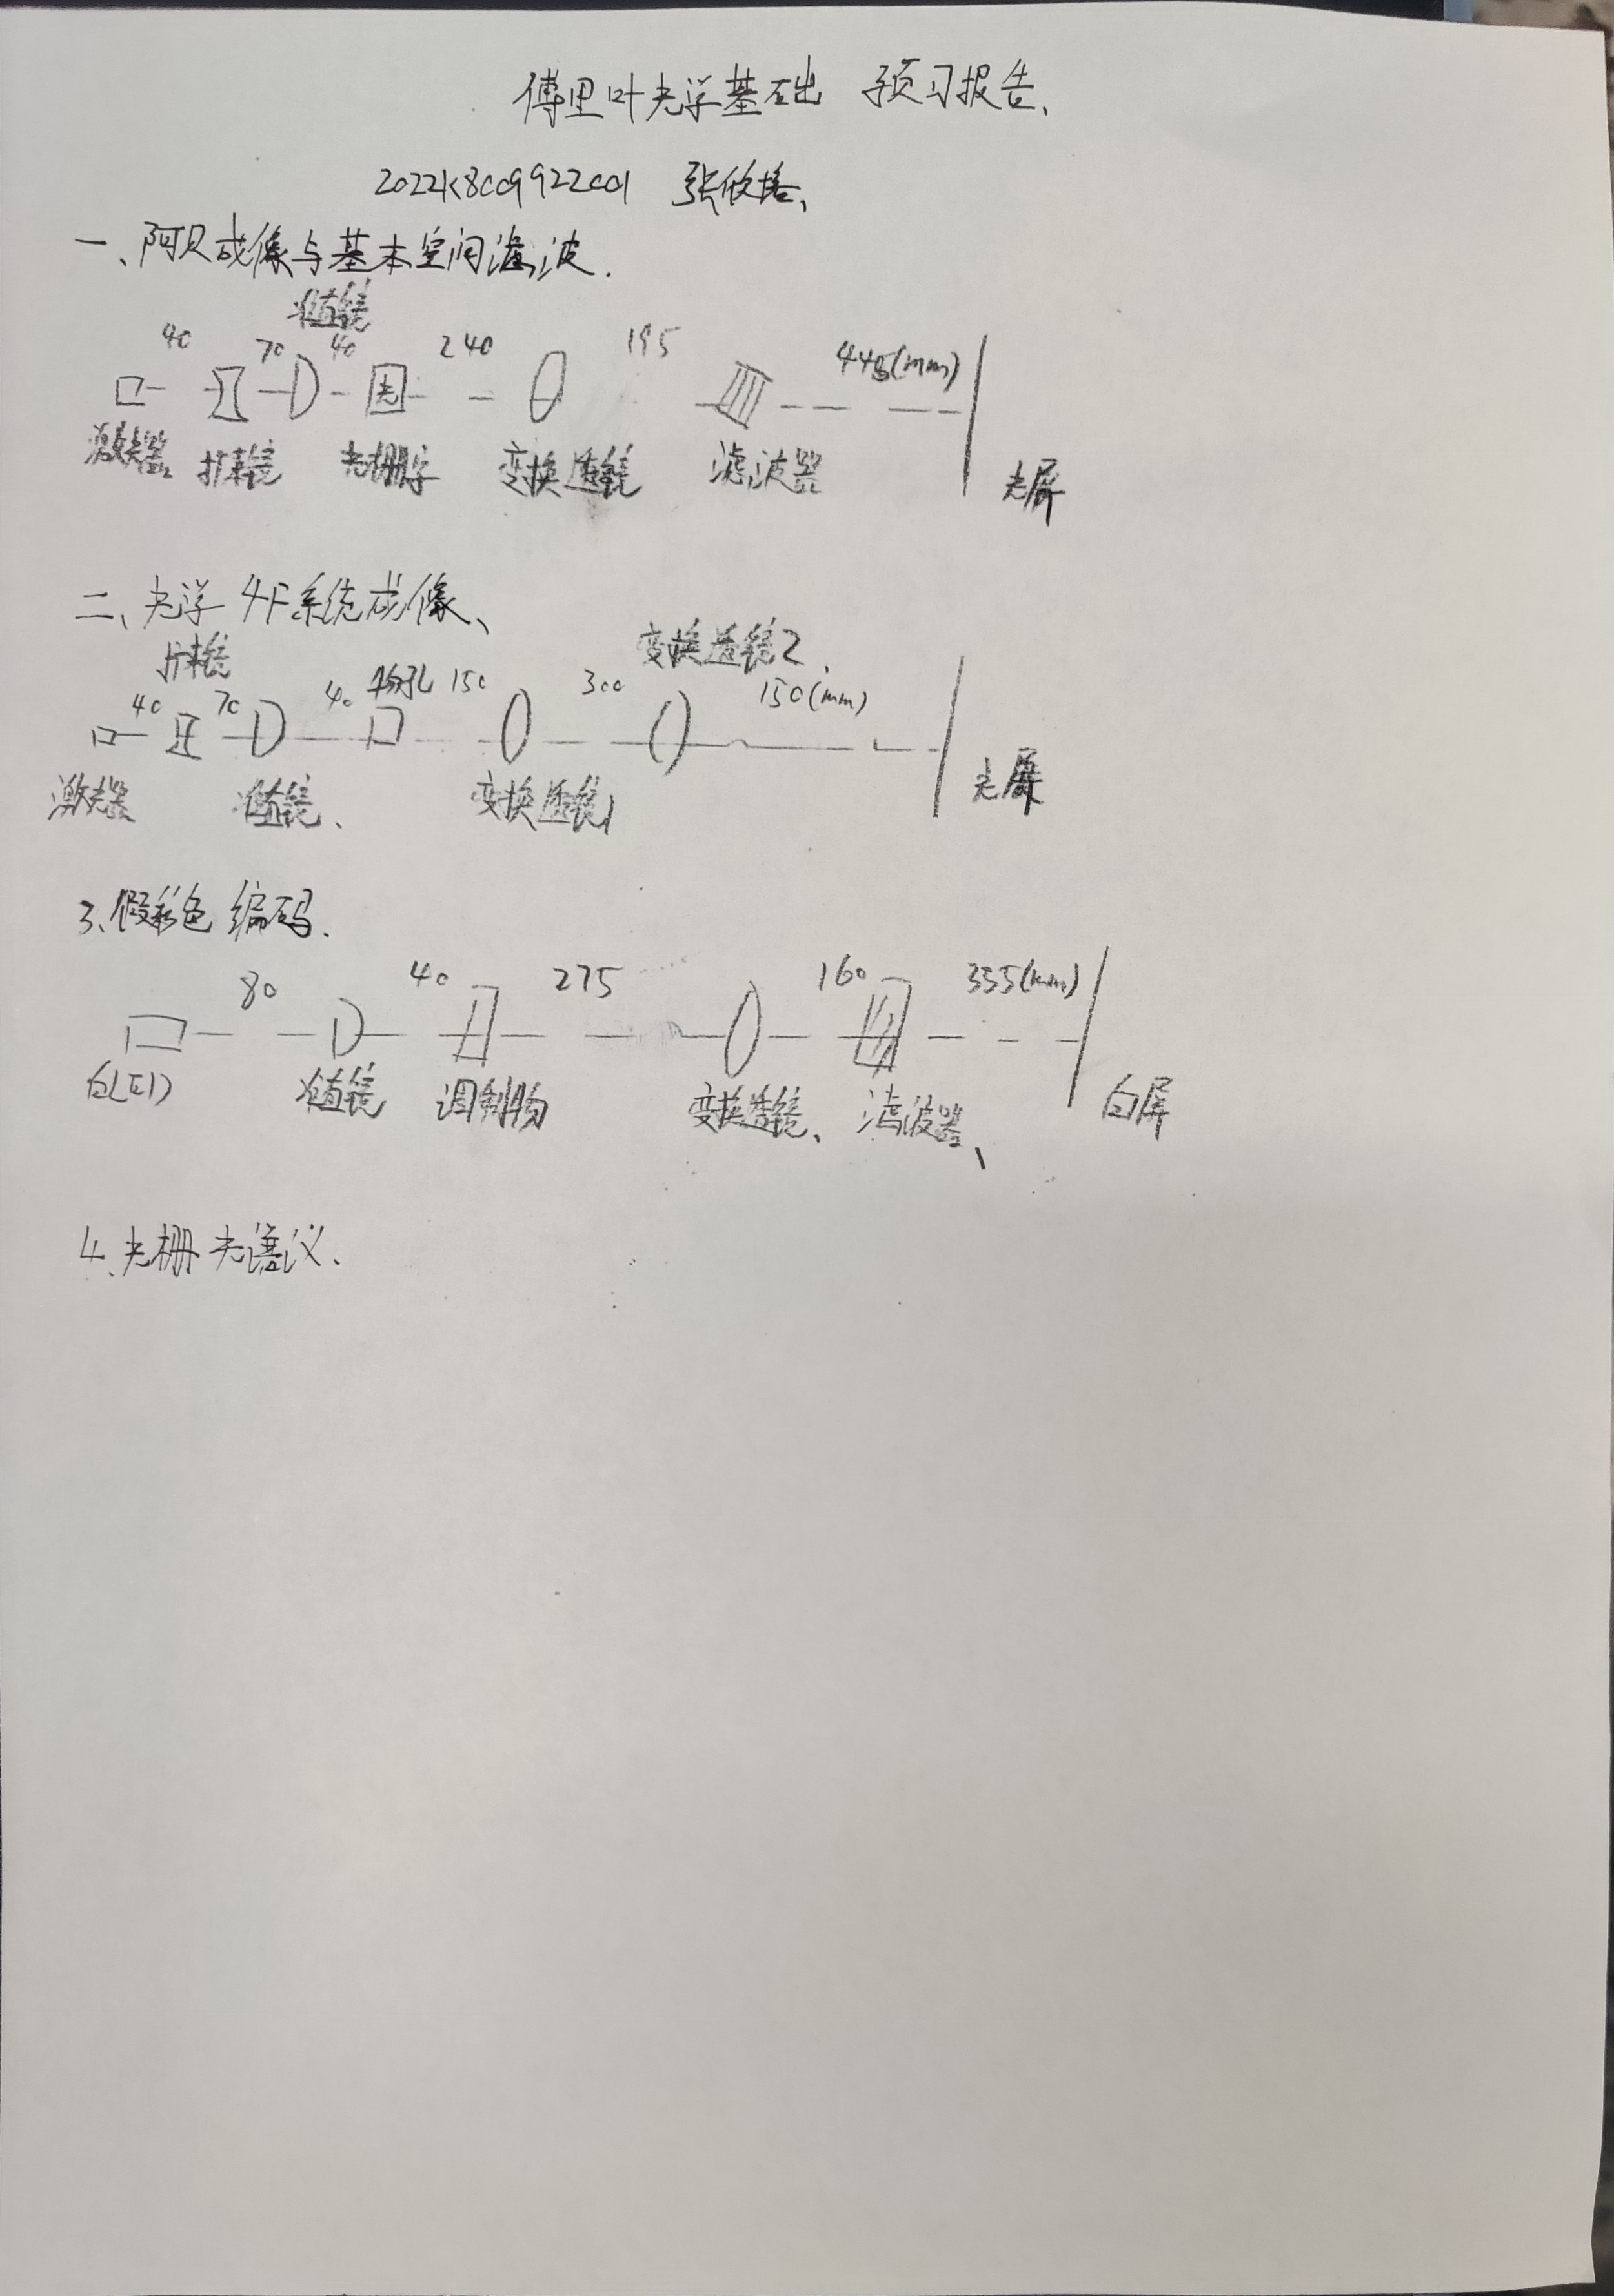 傅里叶光学基础 预习报告、
2022K8009922001 张
一、阿贝成像与基本空间滤波.
准直镜
40 70 40 240 195 445(mm)
光
激光器 扩束镜 光栅字 变换透镜 滤波器 光屏
二、光学4F系统成像、
扩束镜 变换透镜2、
40 70 40 物孔 150 300 150(mm)
激光器 准直镜、 变换透镜1 光屏
3、假彩色编码.
80 40 275 160 355(mm)
白LED 准直镜 调制物 变换透镜、 滤波器、 白屏
4、光栅光谱仪、